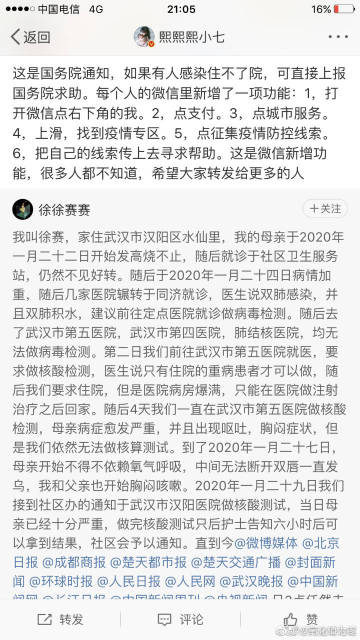 中国电信 4G 21:05 16%
返回 熙熙熙小七
这是国务院通知，如果有人感染住不了院，可直接上报
国务院求助。每个人的微信里新增了一项功能：1，打
开微信点右下角的我。2，点支付。3，点城市服务。
4，上滑，找到疫情专区。5，点征集疫情防控线索。
6，把自己的线索传上去寻求帮助。这是微信新增功
能，很多人都不知道，希望大家转发给更多的人
徐徐赛赛 +关注
我叫徐赛，家住武汉市汉阳区水仙里，我的母亲于2020年
一月二十二日开始发高烧不止，随后就诊于社区卫生服务
站，仍然不见好转。随后于2020年一月二十四日病情加
重，随后几家医院辗转于同济就诊，医生说双肺感染，并
且双肺积水，建议前往定点医院就诊做病毒检测。随后去
了武汉市第五医院，武汉市第四医院，肺结核医院，均无
法做病毒检测。第二日我们前往武汉市第五医院就医，要
求做核酸检测，医生说只有住院的重病患者才可以做，随
后我们要求住院，但是医院病房爆满，只能在医院做注射
治疗之后回家。随后4天我们一直在武汉市第五医院做核酸
检测，母亲病症愈发严重，并且出现呕吐，胸闷症状，但
是我们依然无法做核算测试。到了2020年一月二十七日，
母亲开始不得不依赖氧气呼吸，中间无法断开双唇一直发
乌，我和父亲也开始胸闷咳嗽。2020年一月二十九日我们
接到社区办的通知于武汉市汉阳医院做核酸测试，当日母
亲已经十分严重，做完核酸测试只后护士告知六小时后可
以拿到结果，社区会予以通知。直到今@微博媒体 @北京
日报 @成都商报 @楚天都市报 @楚天交通广播 @封面新
闻 @环球时报 @人民日报 @人民网 @武汉晚报 @中国新
闻网 @长江日报 @中国新闻周刊 @央视新闻
转发 评论 赞